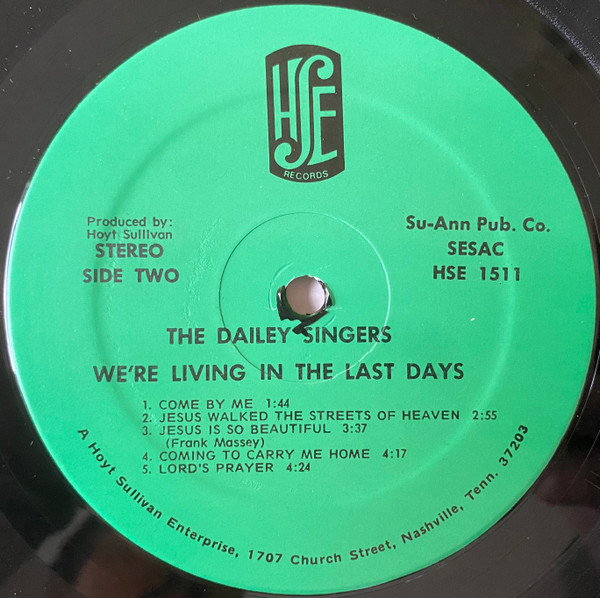 HSE
RECORDS
Produced by:
Hoyt Sullivan
STEREO
SIDE TWO
Su-Ann Pub. Co.
SESAC
HSE 1511
THE DAILEY SINGERS
WE'RE LIVING IN THE LAST DAYS
1. COME BY ME 1:44
2. JESUS WALKED THE STREETS OF HEAVEN 2:55
3. JESUS IS SO BEAUTIFUL 3:37
(Frank Massey)
4. COMING TO CARRY ME HOME 4:17
5. LORD'S PRAYER 4:24
A Hoyt Sullivan Enterprise, 1707 Church Street, Nashville, Tenn. 37203